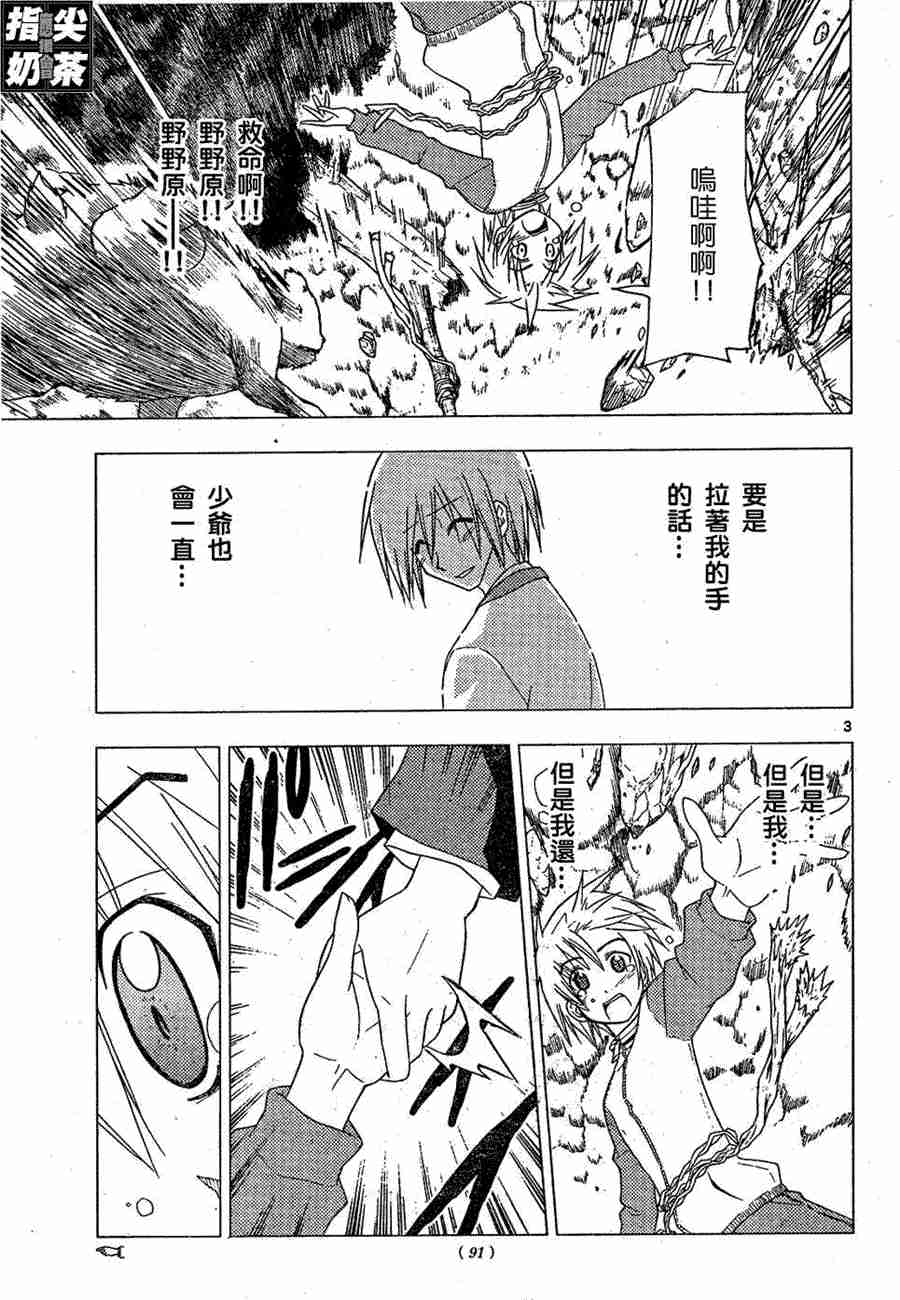 指尖
奶茶
嗚哇啊啊!!
救命啊!!
野野原!!
野野原——!!
要是
拉著我的手
的話…
少爺也
會一直…
3
但是…
但是我…
但是我還…
(91)